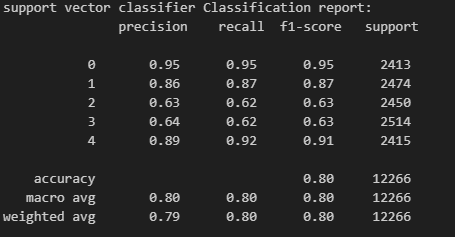 support vector classifier Classification report:
precision recall f1-score support
0 0.95 0.95 0.95 2413
1 0.86 0.87 0.87 2474
2 0.63 0.62 0.63 2450
3 0.64 0.62 0.63 2514
4 0.89 0.92 0.91 2415
accuracy 0.80 12266
macro avg 0.80 0.80 0.80 12266
weighted avg 0.79 0.80 0.80 12266